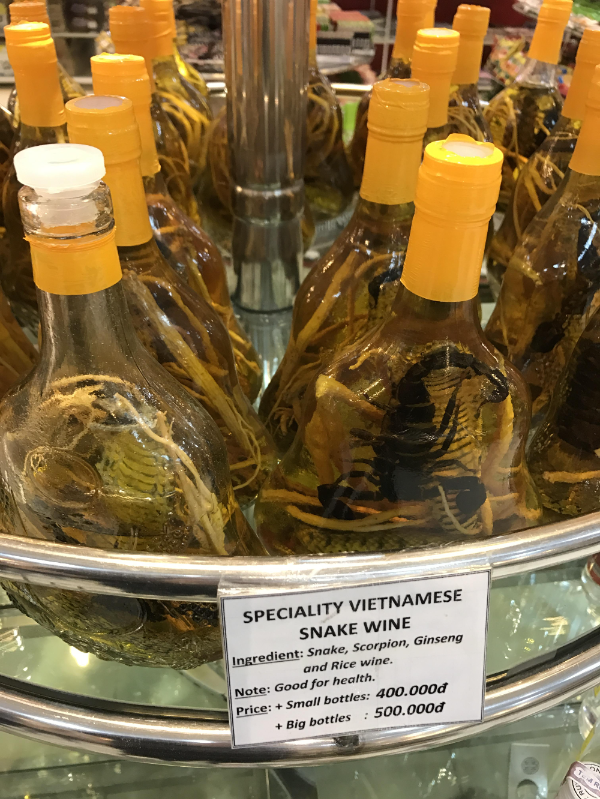 SPECIALITY VIETNAMESE
SNAKE WINE
Ingredient: Snake, Scorpion, Ginseng
and Rice wine.
Note: Good for health.
Price: + Small bottles: 400.000đ
+ Big bottles : 500.000đ